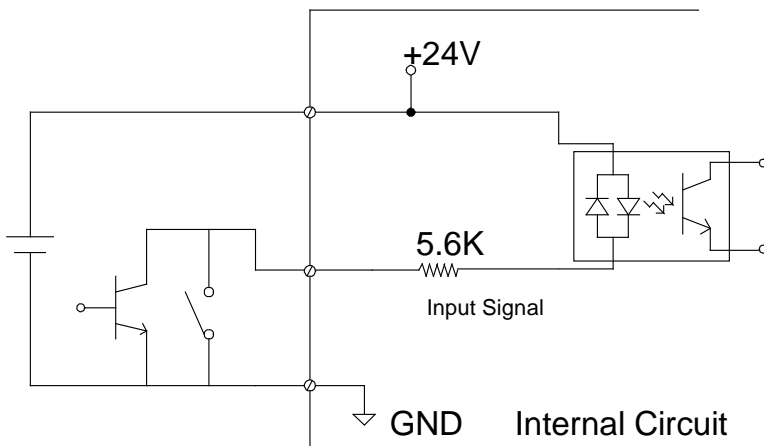 +24V
5.6K
Input Signal
GND
Internal Circuit